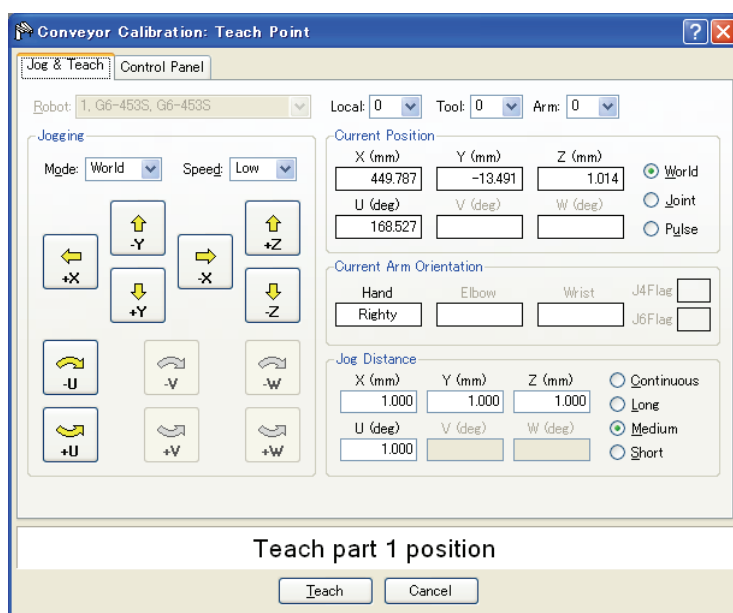 Conveyor Calibration: Teach Point
Jog & Teach Control Panel
Robot: 1, G6-453S, G6-453S Local: 0 Tool: 0 Arm: 0
Jogging
Mode: World Speed: Low
-Y +Z
+X -X
+Y -Z
-U -V -W
+U +V +W
Current Position
X (mm) Y (mm) Z (mm)
449.787 -13.491 1.014
U (deg) V (deg) W (deg)
168.527
World
Joint
Pulse
Current Arm Orientation
Hand Elbow Wrist J4Flag
Righty J6Flag
Jog Distance
X (mm) Y (mm) Z (mm)
1.000 1.000 1.000
U (deg) V (deg) W (deg)
1.000
Continuous
Long
Medium
Short
Teach part 1 position
Teach Cancel